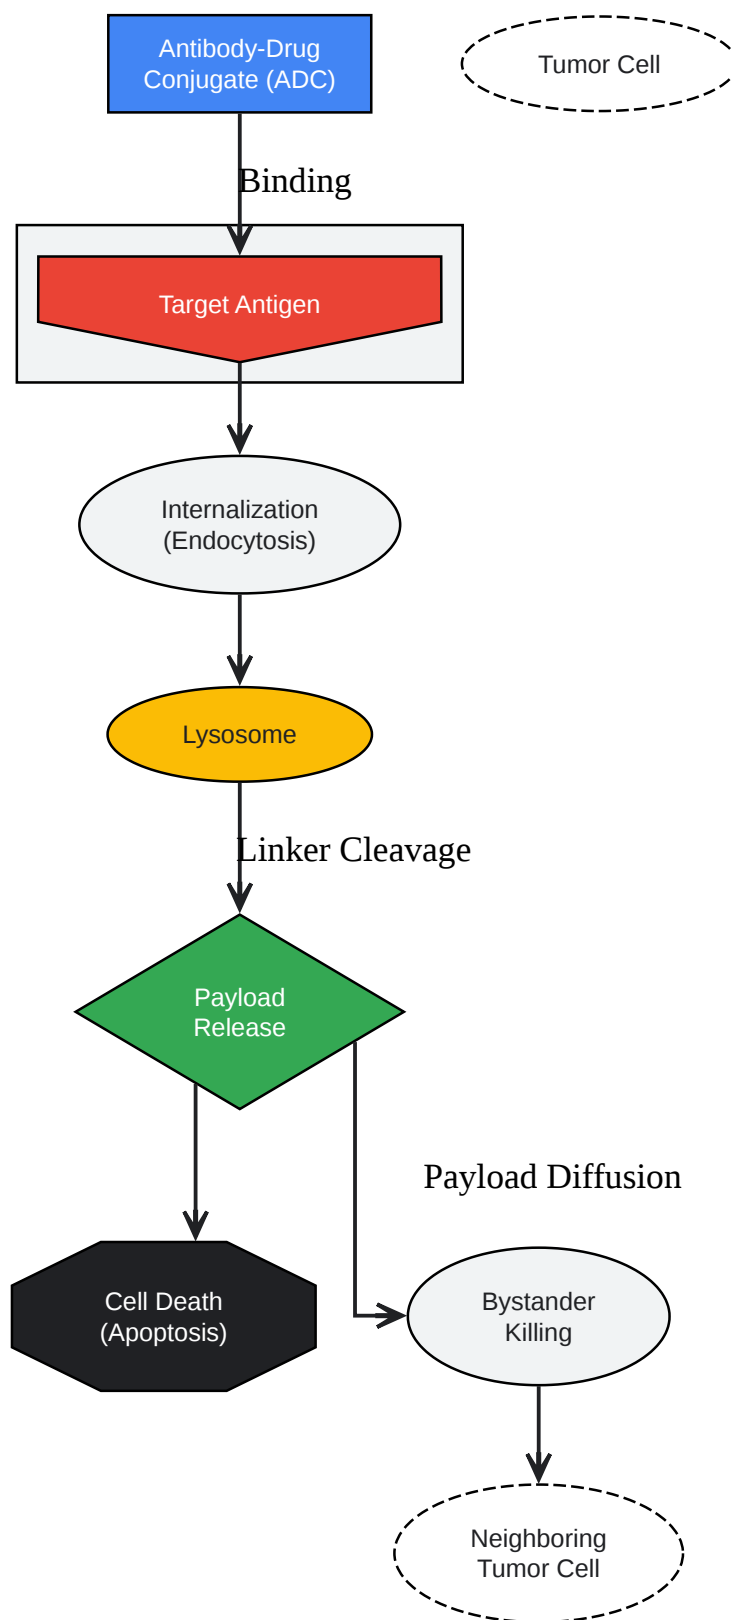 Antibody-Drug
Conjugate (ADC)
Tumor Cell
Binding
Target Antigen
Internalization
(Endocytosis)
Lysosome
Linker Cleavage
Payload
Release
Payload Diffusion
Cell Death
(Apoptosis)
Bystander
Killing
Neighboring
Tumor Cell